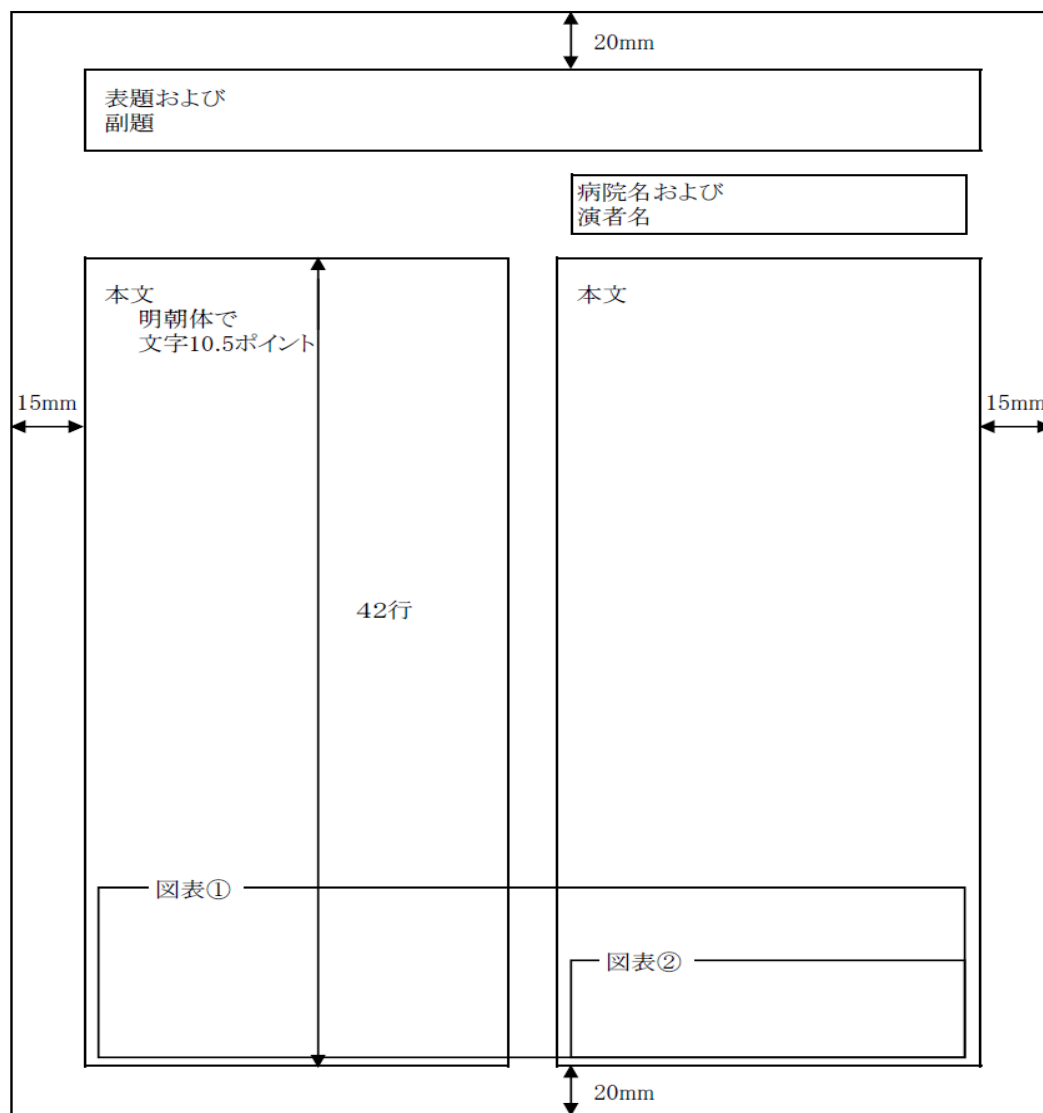 20mm
表題および
副題
病院名および
演者名
本文
明朝体で
文字10.5ポイント
本文
15mm
15mm
42行
図表①
図表②
20mm